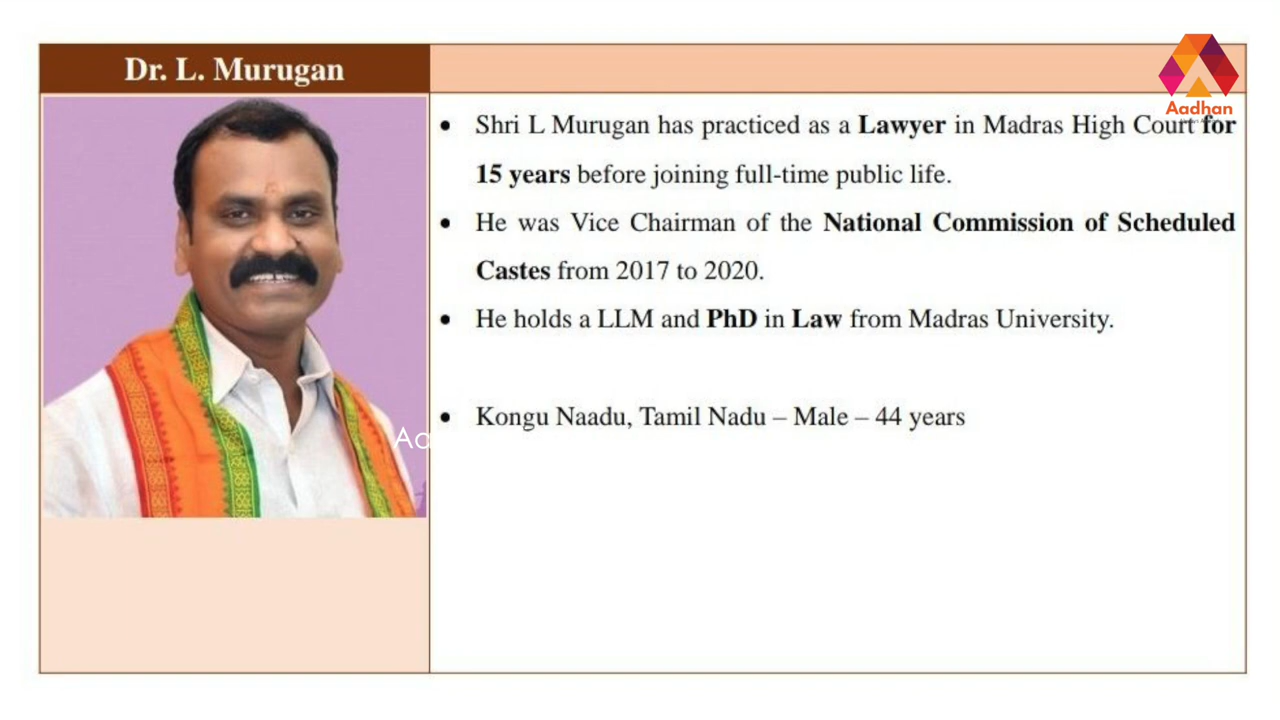 Dr. L. Murugan
Aadhan
• Shri L Murugan has practiced as a Lawyer in Madras High Court for
15 years before joining full-time public life.
• He was Vice Chairman of the National Commission of Scheduled
Castes from 2017 to 2020.
• He holds a LLM and PhD in Law from Madras University.
• Kongu Naadu, Tamil Nadu – Male – 44 years
Aa